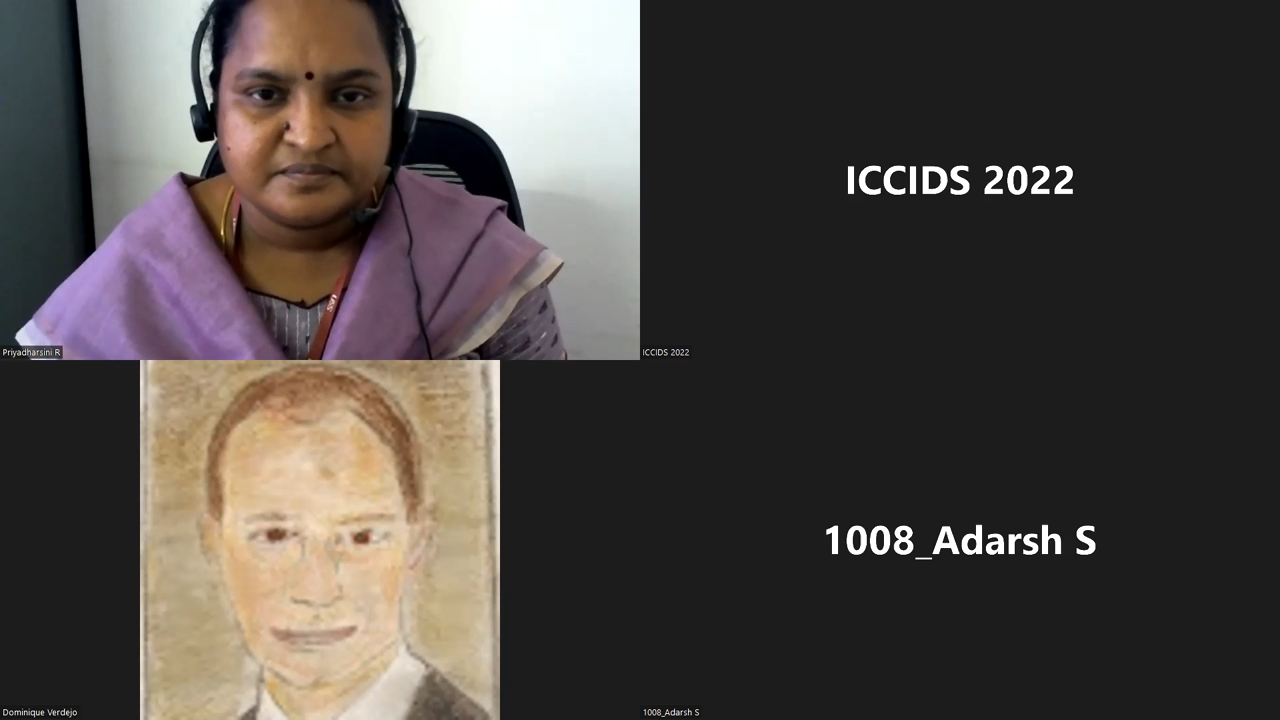 ICCIDS 2022
Priyadharsini R
ICCIDS 2022
1008_Adarsh S
Dominique Verdejo
1008_Adarsh S